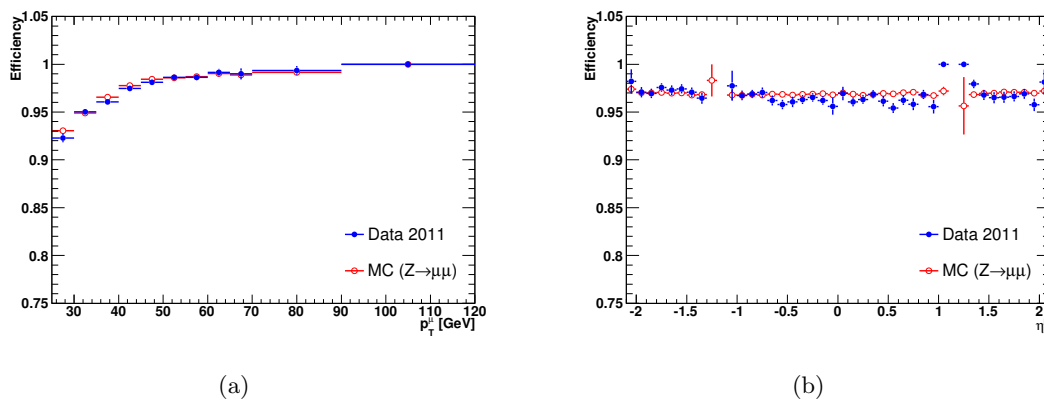 Efficiency
1.05
1
0.95
0.9
0.85
0.8
0.75
Data 2011
MC (Z→μμ)
30 40 50 60 70 80 90 100 110 120
p_T^μ [GeV]
(a)
Efficiency
1.05
1
0.95
0.9
0.85
0.8
0.75
Data 2011
MC (Z→μμ)
-2 -1.5 -1 -0.5 0 0.5 1 1.5 2
η
(b)